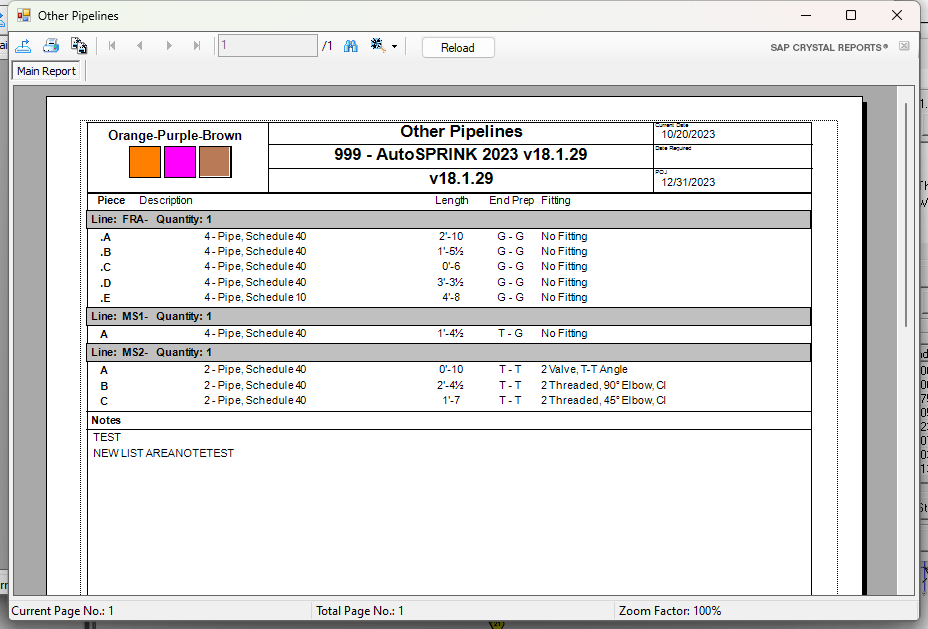 Other Pipelines
1 /1 Reload SAP CRYSTAL REPORTS®
Main Report
Orange-Purple-Brown
Other Pipelines
999 - AutoSPRINK 2023 v18.1.29
v18.1.29
Current Date
10/20/2023
Date Required
POJ
12/31/2023
Piece Description Length End Prep Fitting
Line: FRA- Quantity: 1
.A 4 - Pipe, Schedule 40 2'-10 G - G No Fitting
.B 4 - Pipe, Schedule 40 1'-5½ G - G No Fitting
.C 4 - Pipe, Schedule 40 0'-6 G - G No Fitting
.D 4 - Pipe, Schedule 40 3'-3½ G - G No Fitting
.E 4 - Pipe, Schedule 10 4'-8 G - G No Fitting
Line: MS1- Quantity: 1
A 4 - Pipe, Schedule 40 1'-4½ T - G No Fitting
Line: MS2- Quantity: 1
A 2 - Pipe, Schedule 40 0'-10 T - T 2 Valve, T-T Angle
B 2 - Pipe, Schedule 40 2'-4½ T - T 2 Threaded, 90° Elbow, CI
C 2 - Pipe, Schedule 40 1'-7 T - T 2 Threaded, 45° Elbow, CI
Notes
TEST
NEW LIST AREANOTETEST
Current Page No.: 1 Total Page No.: 1 Zoom Factor: 100%